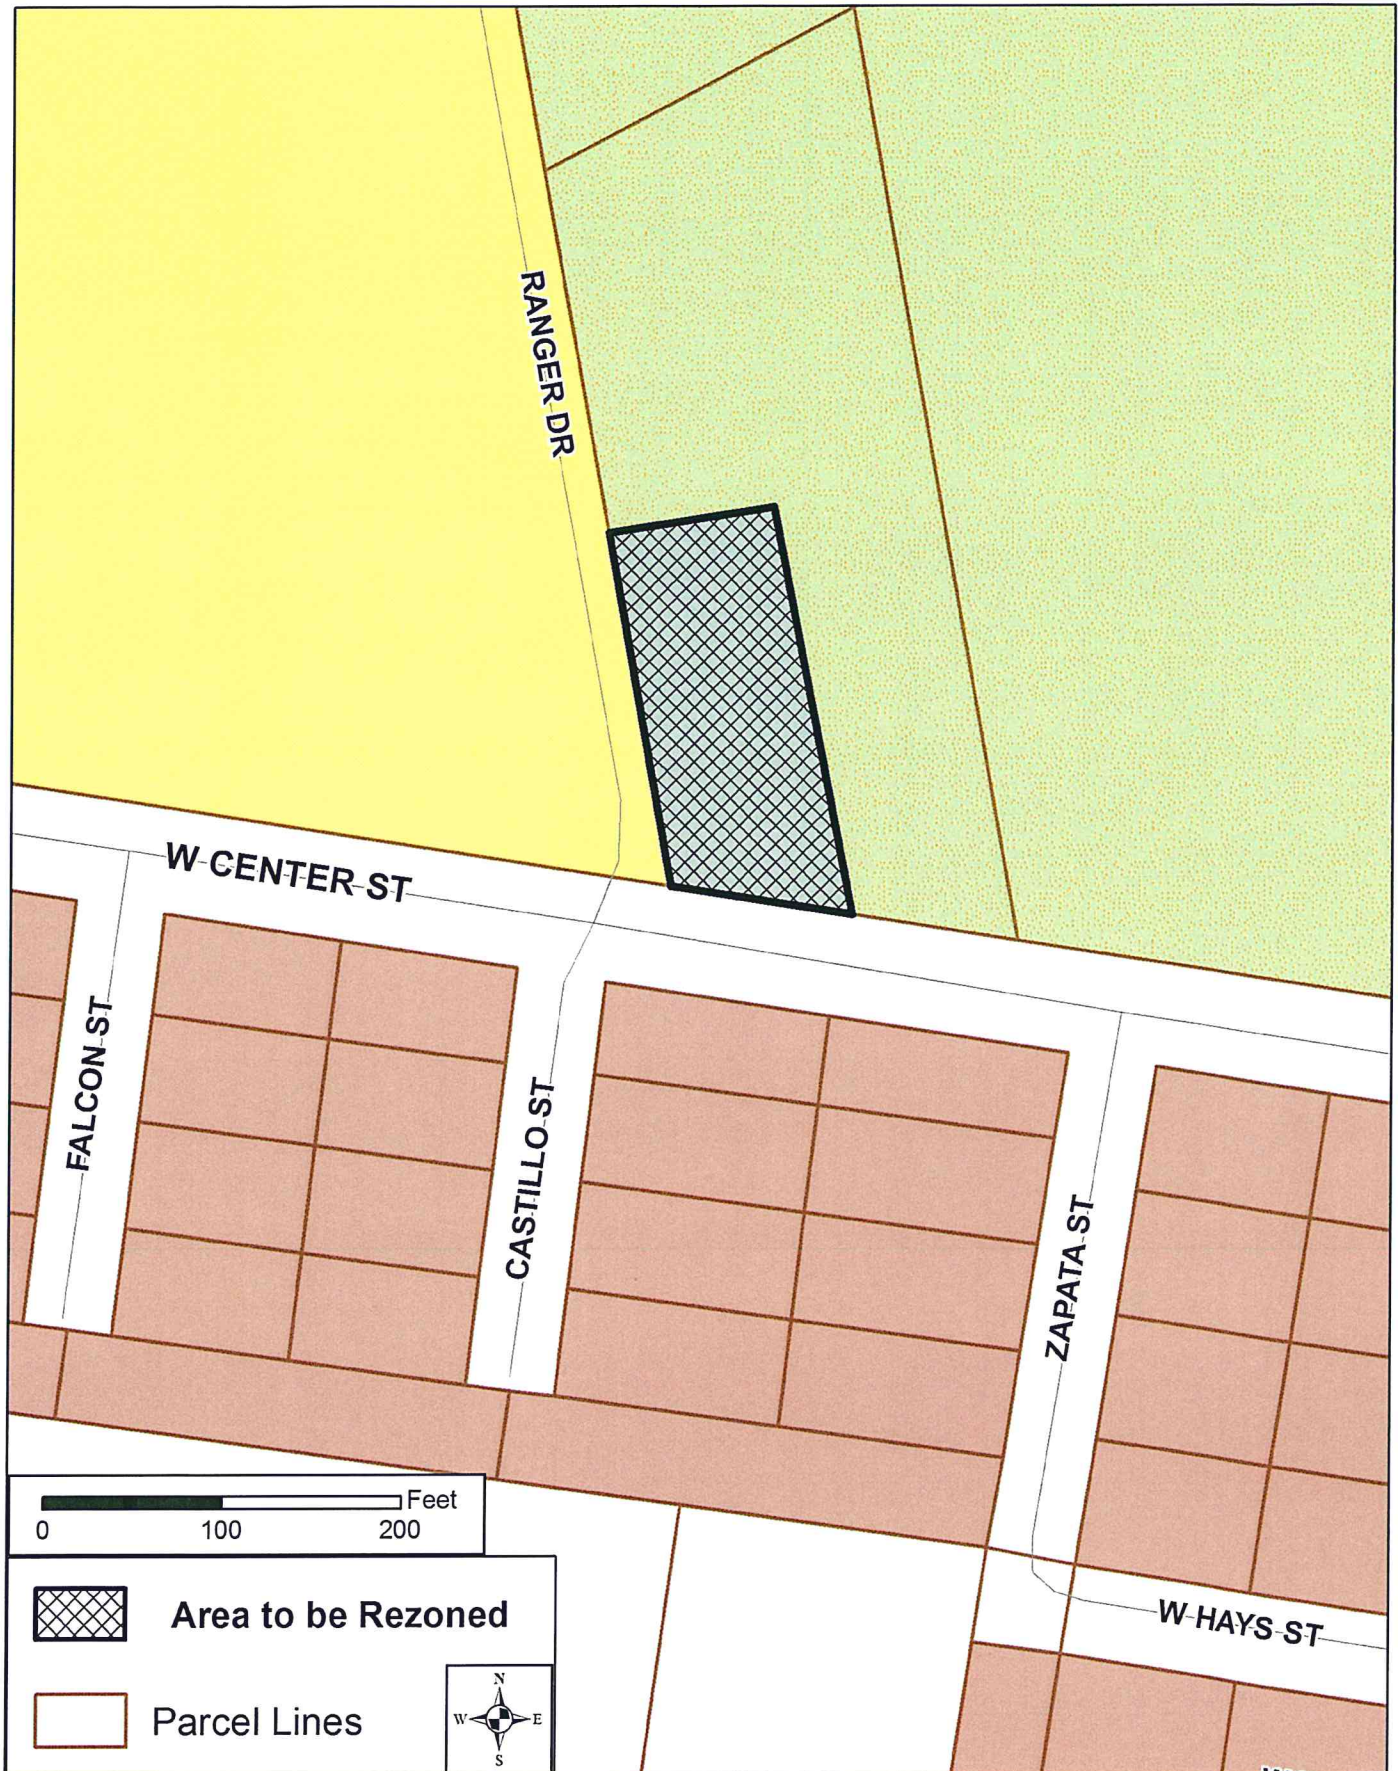 RANGER DR
W CENTER ST
FALCON ST
CASTILLO ST
ZAPATA ST
W HAYS ST
Feet
0 100 200
Area to be Rezoned
Parcel Lines
N
W E
S